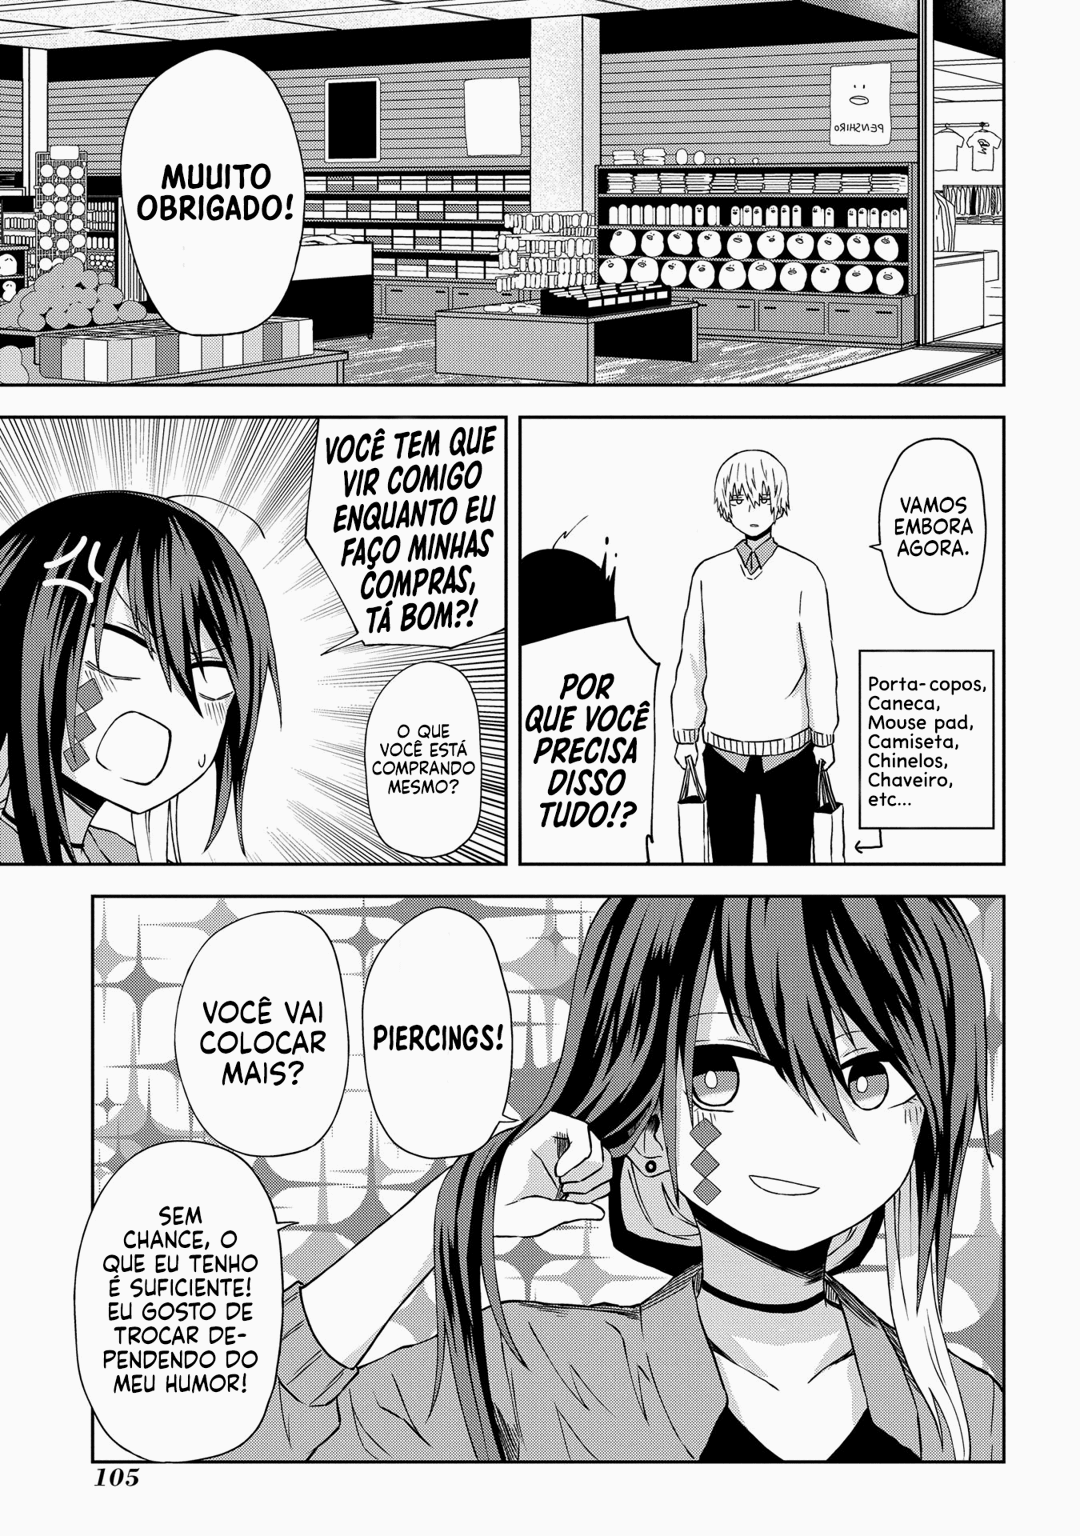 MUUUITO
OBRIGADO!
PENSHIRO
VAMOS
EMBORA
AGORA.
Porta-copos,
Caneca,
Mouse pad,
Camiseta,
Chinelos,
Chaveiro,
etc...
POR
QUE VOCÊ
PRECISA
DISSO
TUDO!?
VOCÊ TEM QUE
VIR COMIGO
ENQUANTO EU
FAÇO MINHAS
COMPRAS,
TÁ BOM?!
O QUE
VOCÊ ESTÁ
COMPRANDO
MESMO?
PIERCINGS!
VOCÊ VAI
COLOCAR
MAIS?
SEM
CHANCE, O
QUE EU TENHO
É SUFICIENTE!
EU GOSTO DE
TROCAR DE-
PENDENDO DO
MEU HUMOR!
105